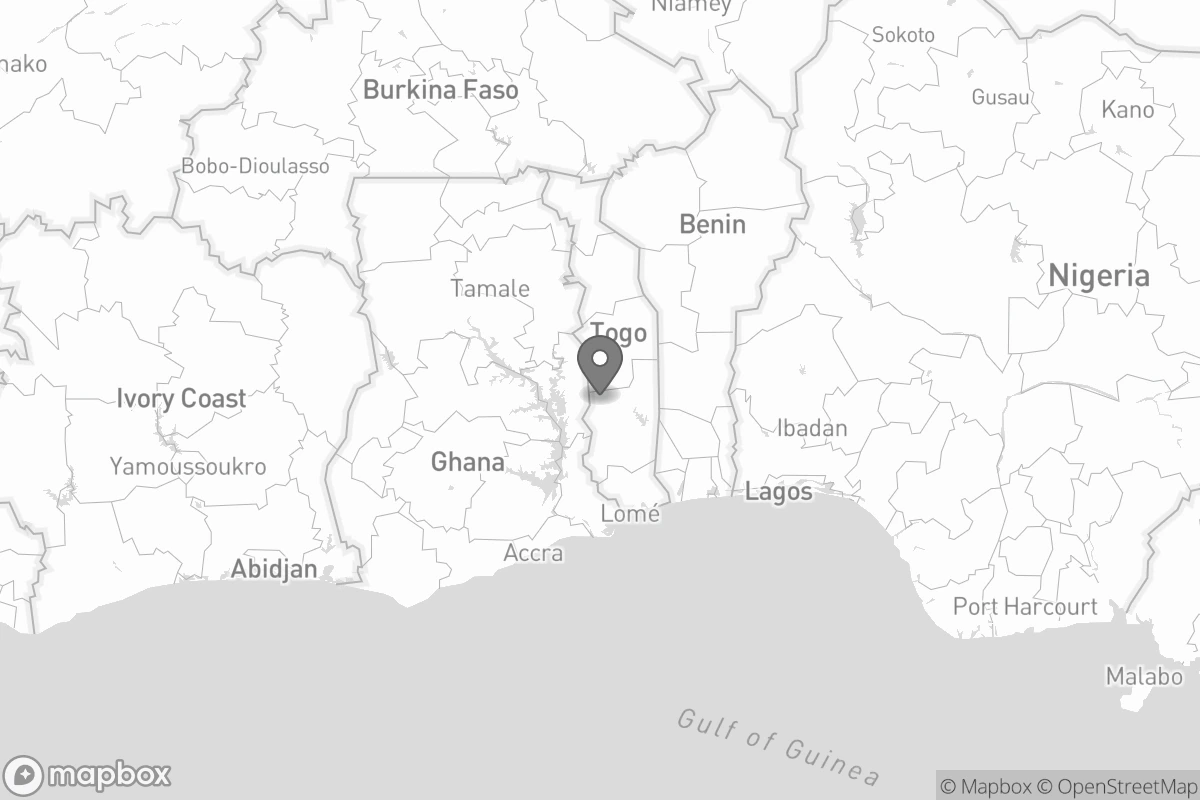 Niamey
Sokoto
nako
Burkina Faso
Gusau
Kano
Bobo-Dioulasso
Benin
Nigeria
Tamale
Togo
Ivory Coast
Ibadan
Ghana
Yamoussoukro
Lagos
Lomé
Accra
Abidjan
Port Harcourt
Malabo
Gulf of Guinea
mapbox
© Mapbox © OpenStreetMap